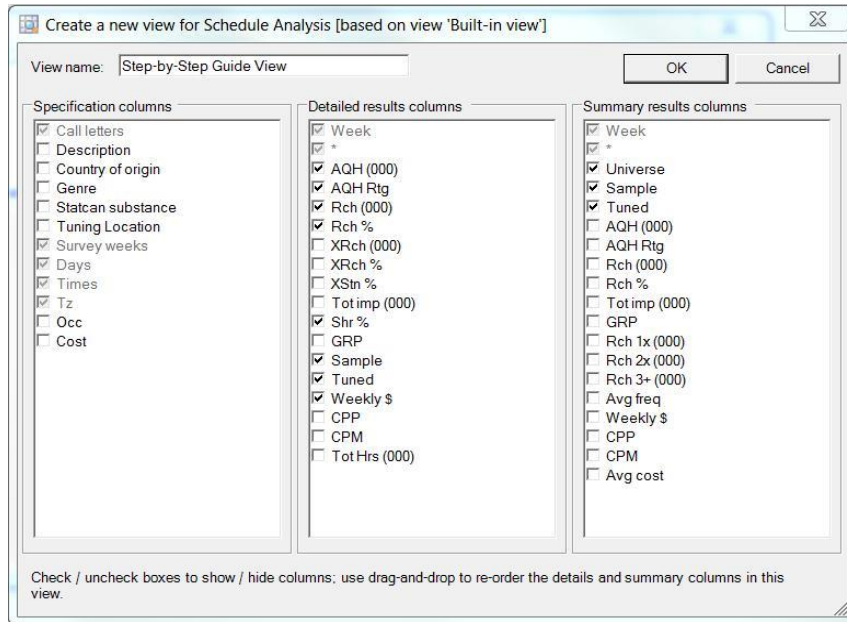 Create a new view for Schedule Analysis [based on view 'Built-in view']
View name: Step-by-Step Guide View
OK
Cancel
Specification columns
Call letters
Description
Country of origin
Genre
Statcan substance
Tuning Location
Survey weeks
Days
Times
Tz
Occ
Cost
Detailed results columns
Week
*
AQH (000)
AQH Rtg
Rch (000)
Rch %
XRch (000)
XRch %
XStn %
Tot imp (000)
Shr %
GRP
Sample
Tuned
Weekly $
CPP
CPM
Tot Hrs (000)
Summary results columns
Week
*
Universe
Sample
Tuned
AQH (000)
AQH Rtg
Rch (000)
Rch %
Tot imp (000)
GRP
Rch 1x (000)
Rch 2x (000)
Rch 3+ (000)
Avg freq
Weekly $
CPP
CPM
Avg cost
Check / uncheck boxes to show / hide columns; use drag-and-drop to re-order the details and summary columns in this
view.